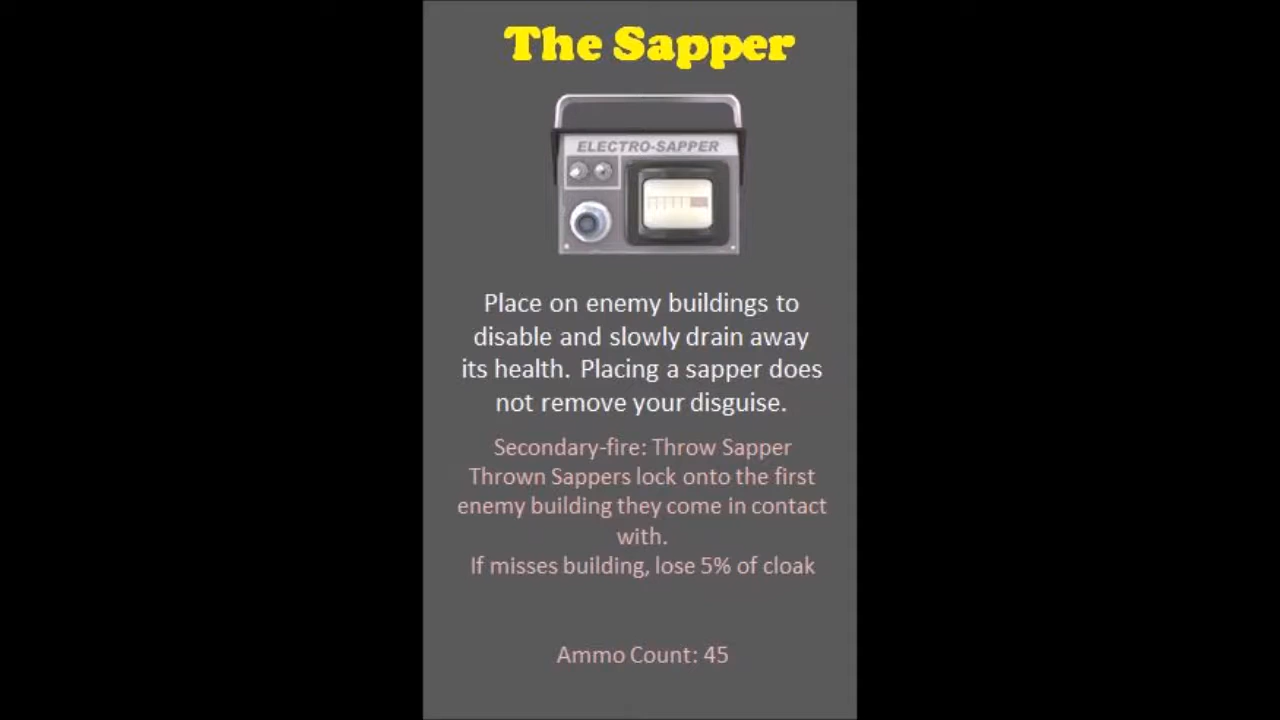 The Sapper
ELECTRO-SAPPER
Place on enemy buildings to
disable and slowly drain away
its health. Placing a sapper does
not remove your disguise.
Secondary-fire: Throw Sapper
Thrown Sappers lock onto the first
enemy building they come in contact
with.
If misses building, lose 5% of cloak
Ammo Count: 45